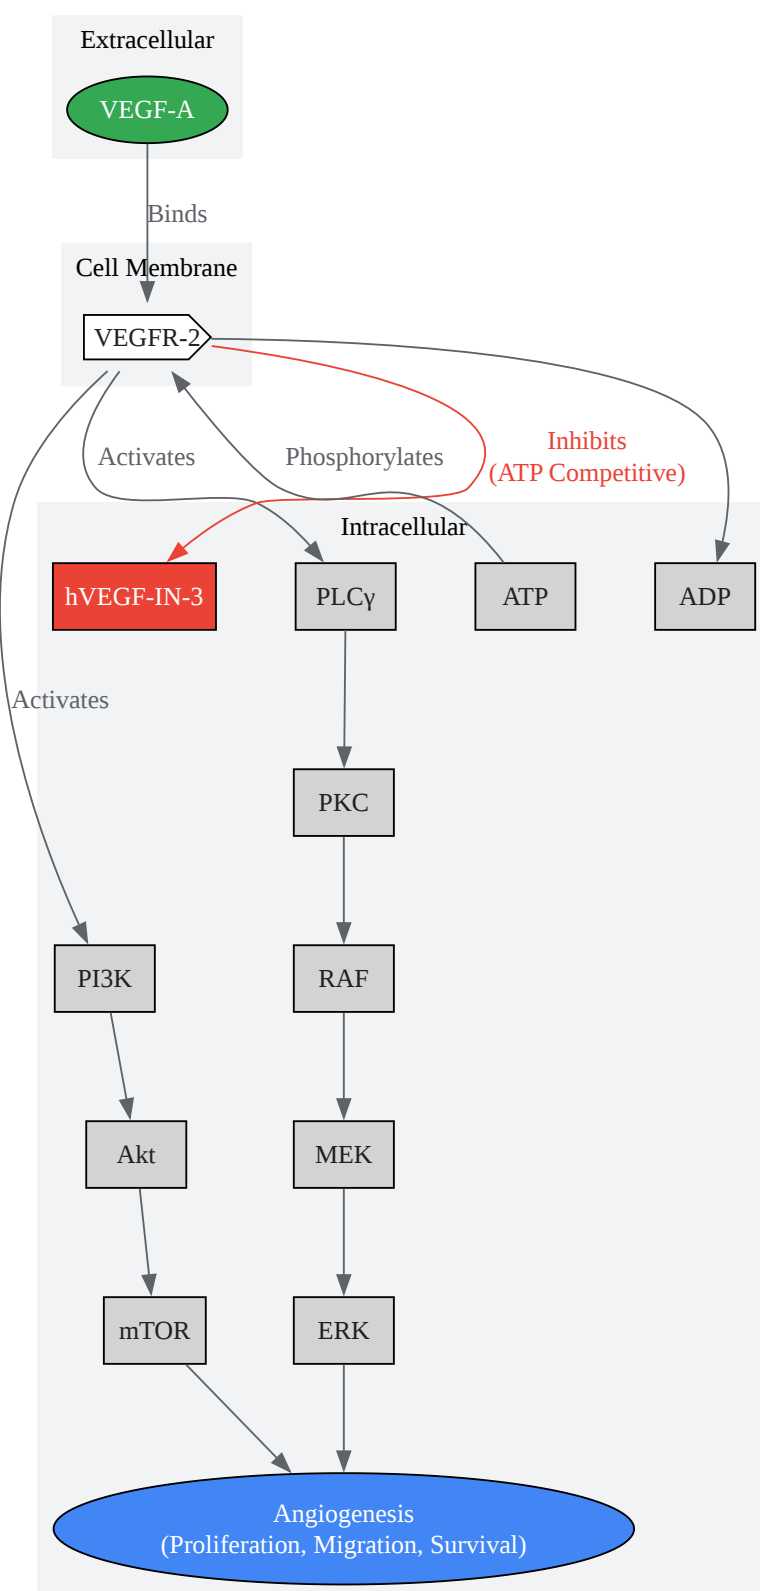 Extracellular
VEGF-A
Binds
Cell Membrane
VEGFR-2
Activates
Phosphorylates
Inhibits
(ATP Competitive)
Intracellular
hVEGF-IN-3
PLCγ
ATP
ADP
Activates
PKC
PI3K
RAF
Akt
MEK
mTOR
ERK
Angiogenesis
(Proliferation, Migration, Survival)